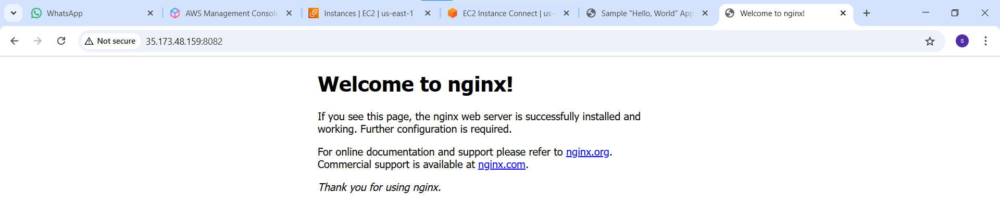 WhatsApp
AWS Management Console
Instances | EC2 | us-east-1
EC2 Instance Connect | us-
Sample "Hello, World" App
Welcome to nginx!
Not secure
35.173.48.159:8082
S
Welcome to nginx!
If you see this page, the nginx web server is successfully installed and
working. Further configuration is required.
For online documentation and support please refer to nginx.org.
Commercial support is available at nginx.com.
Thank you for using nginx.